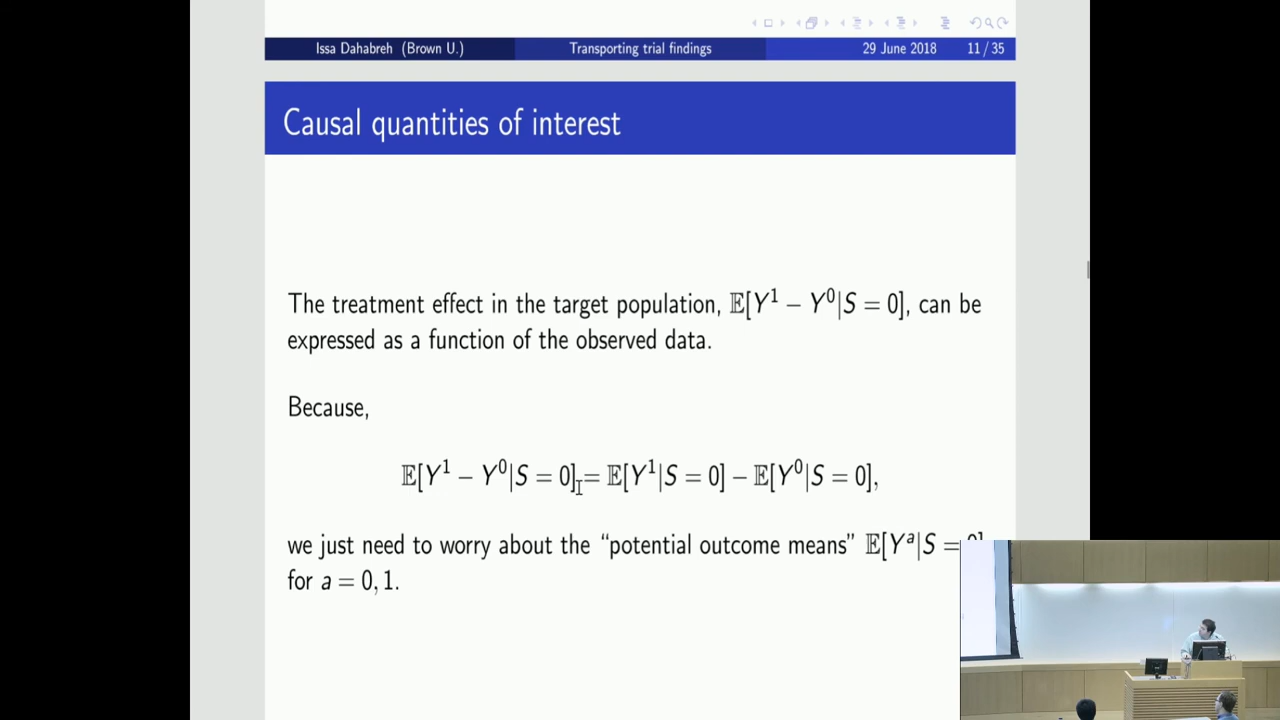 Issa Dahabreh (Brown U.) Transporting trial findings 29 June 2018 11 / 35
Causal quantities of interest
The treatment effect in the target population, 𝔼[Y¹ − Y⁰|S = 0], can be
expressed as a function of the observed data.
Because,
𝔼[Y¹ − Y⁰|S = 0] = 𝔼[Y¹|S = 0] − 𝔼[Y⁰|S = 0],
we just need to worry about the “potential outcome means” 𝔼[Yᵃ|S = 0]
for a = 0, 1.